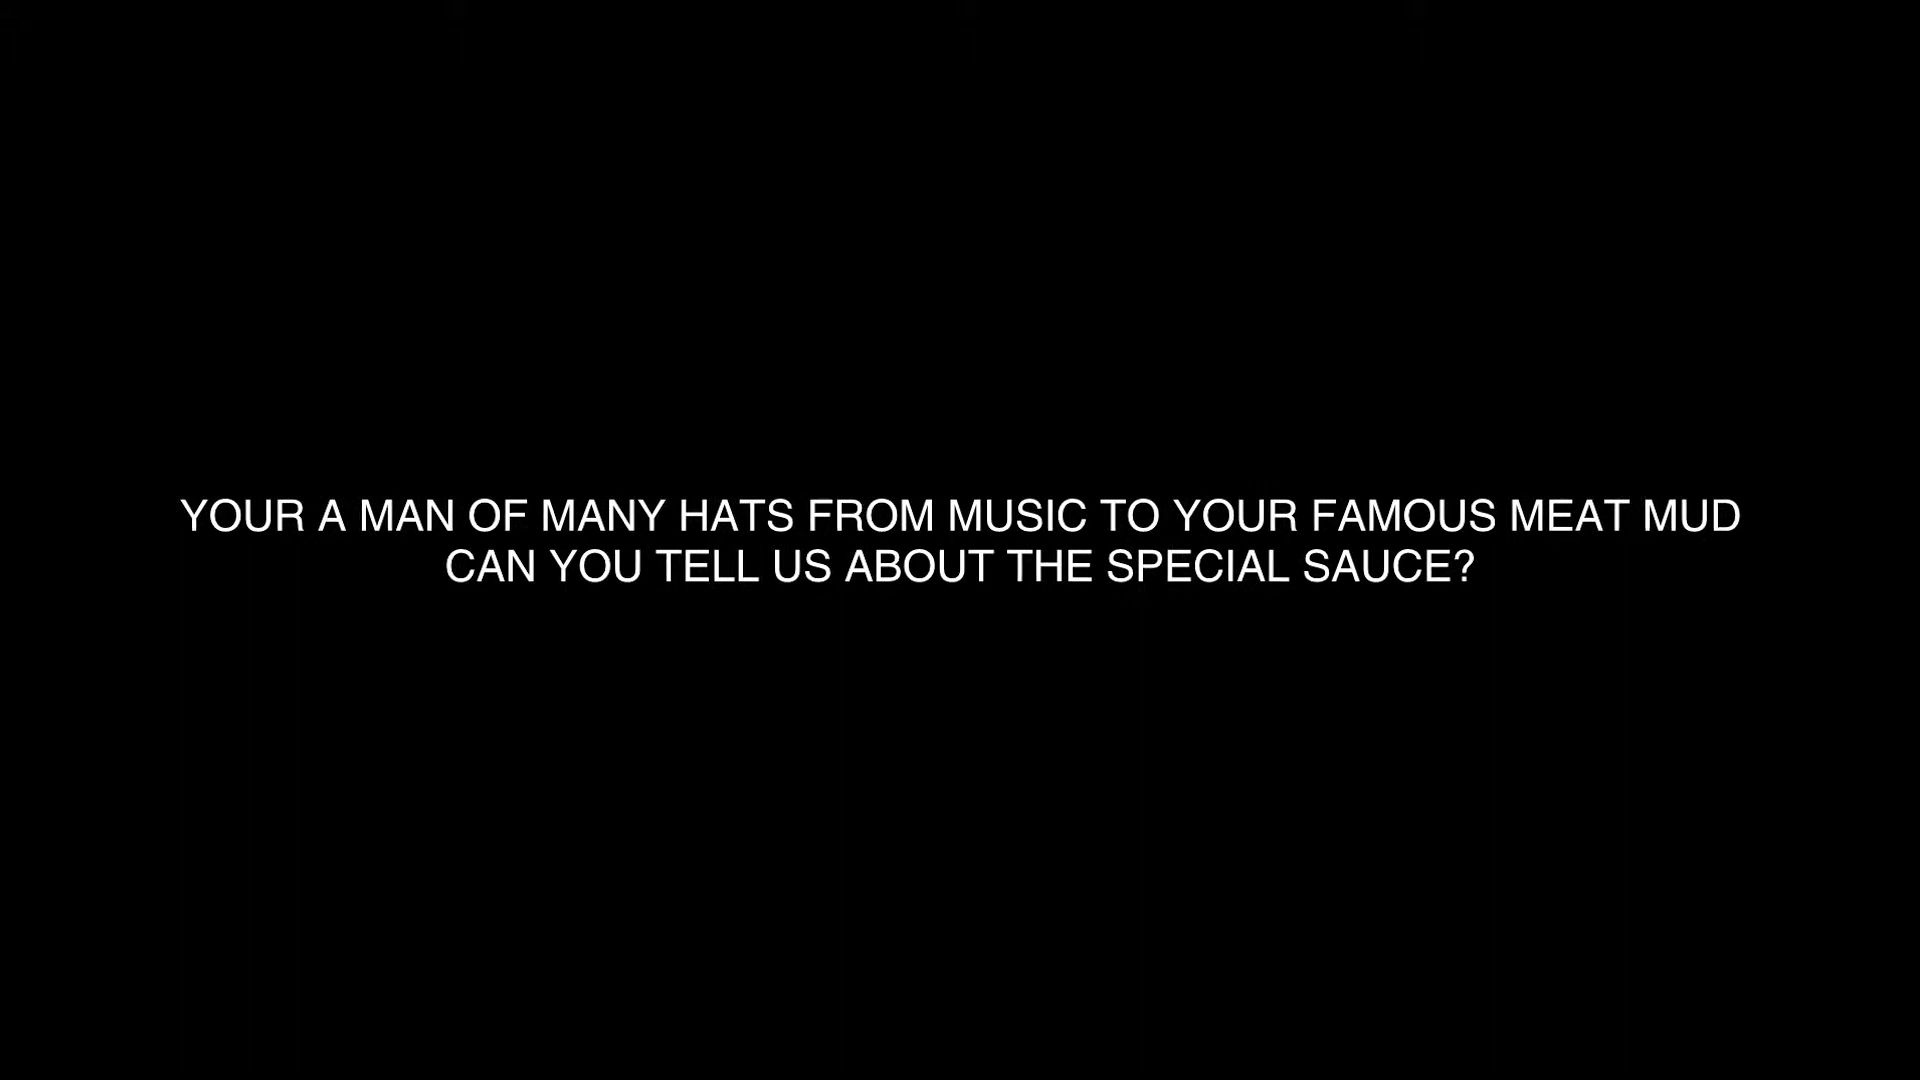 YOUR A MAN OF MANY HATS FROM MUSIC TO YOUR FAMOUS MEAT MUD
CAN YOU TELL US ABOUT THE SPECIAL SAUCE?